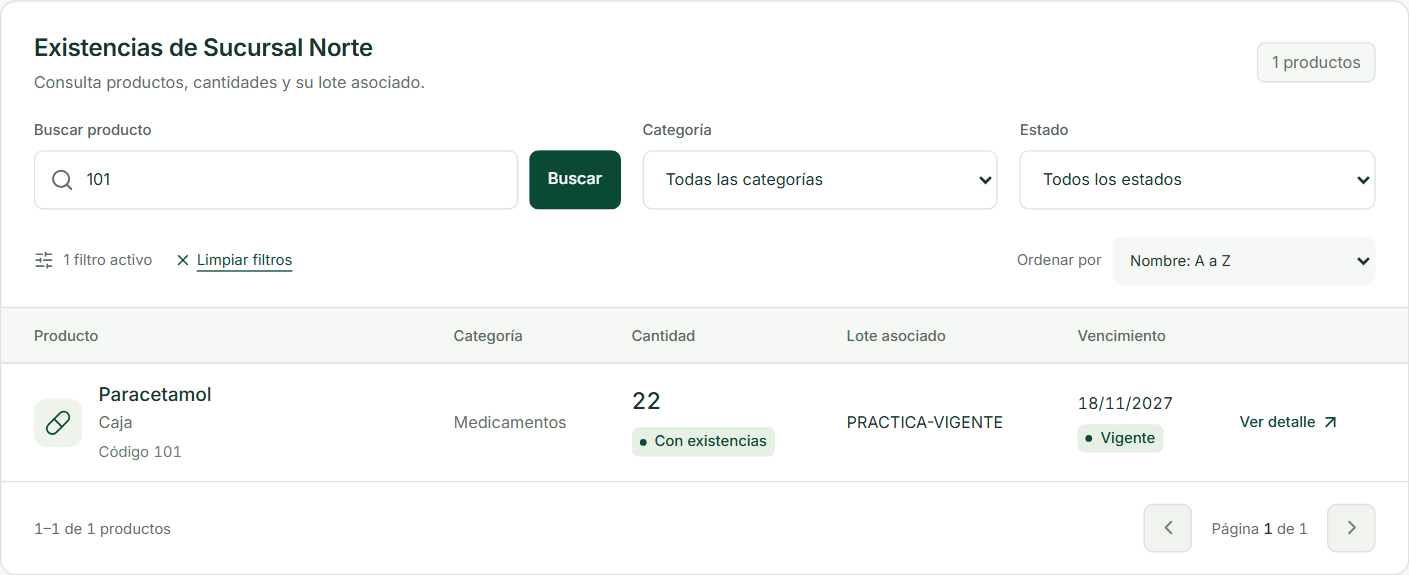 Existencias de Sucursal Norte
Consulta productos, cantidades y su lote asociado.
1 productos
Buscar producto
Categoría
Estado
101
Buscar
Todas las categorías
Todos los estados
1 filtro activo
Limpiar filtros
Ordenar por
Nombre: A a Z
Producto
Categoría
Cantidad
Lote asociado
Vencimiento
Paracetamol
Caja
Código 101
Medicamentos
22
Con existencias
PRACTICA-VIGENTE
18/11/2027
Vigente
Ver detalle
1–1 de 1 productos
Página 1 de 1